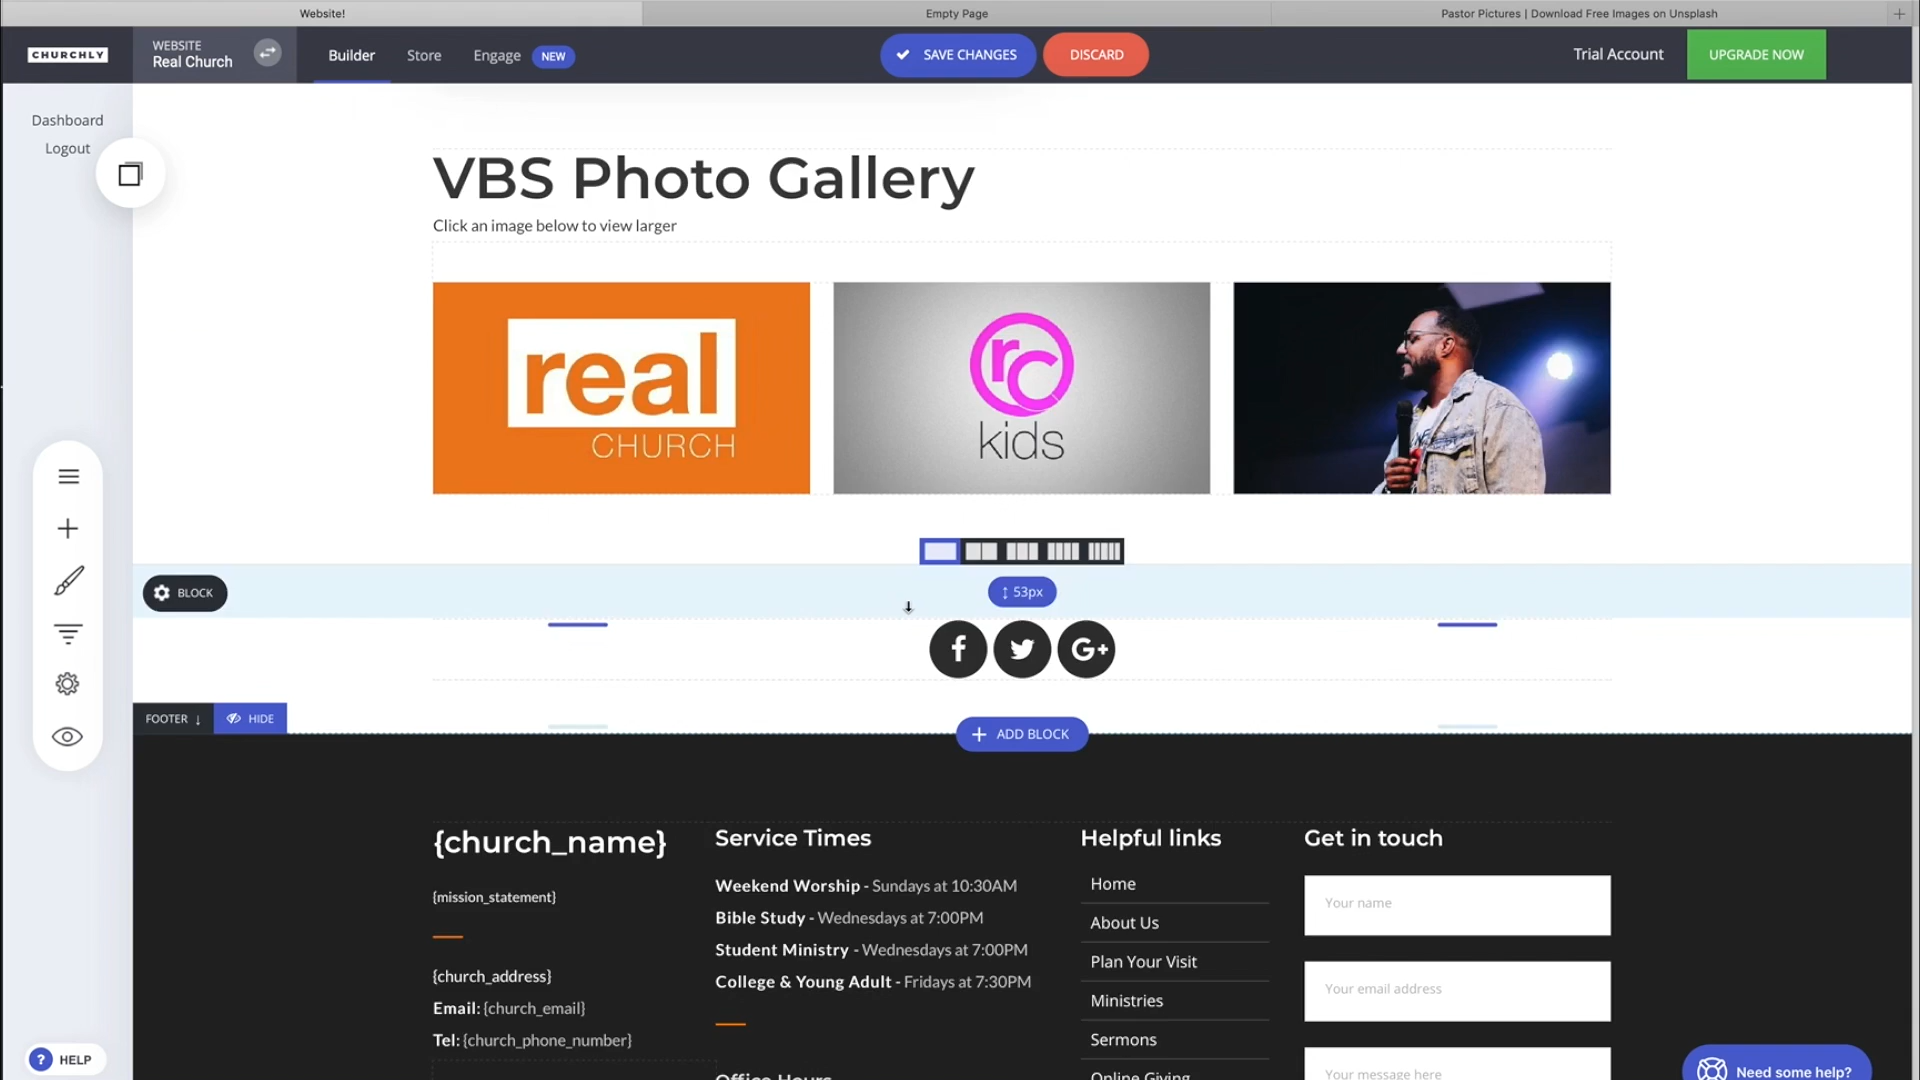 Website!
Empty Page
Pastor Pictures | Download Free Images on Unsplash
CHURCHLY
WEBSITE
Real Church
Builder
Store
Engage
NEW
SAVE CHANGES
DISCARD
Trial Account
UPGRADE NOW
Dashboard
Logout
VBS Photo Gallery
Click an image below to view larger
real
CHURCH
rc
kids
BLOCK
53px
FOOTER
HIDE
ADD BLOCK
{church_name}
{mission_statement}
{church_address}
Email: {church_email}
Tel: {church_phone_number}
Service Times
Weekend Worship - Sundays at 10:30AM
Bible Study - Wednesdays at 7:00PM
Student Ministry - Wednesdays at 7:00PM
College & Young Adult - Fridays at 7:30PM
Office Hours
Helpful links
Home
About Us
Plan Your Visit
Ministries
Sermons
Online Giving
Get in touch
Your name
Your email address
Your message here
? HELP
Need some help?